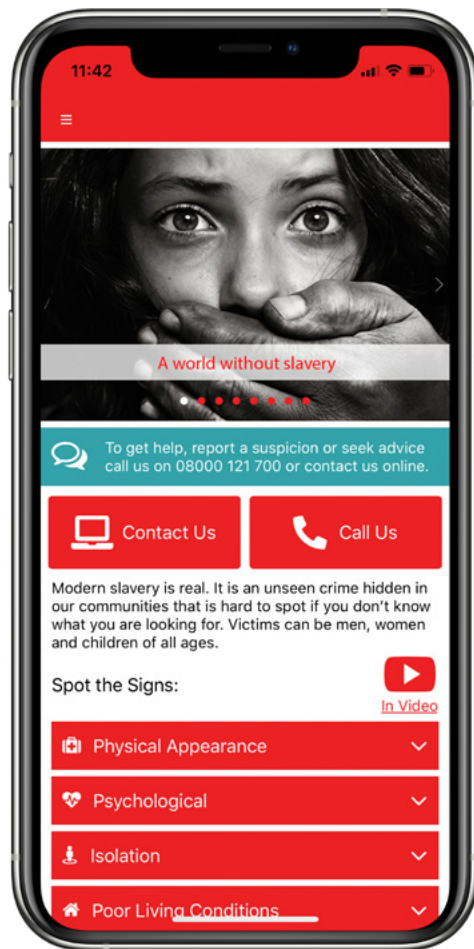 11:42
A world without slavery
To get help, report a suspicion or seek advice
call us on 08000 121 700 or contact us online.
Contact Us
Call Us
Modern slavery is real. It is an unseen crime hidden in
our communities that is hard to spot if you don’t know
what you are looking for. Victims can be men, women
and children of all ages.
Spot the Signs:
In Video
Physical Appearance
Psychological
Isolation
Poor Living Conditions